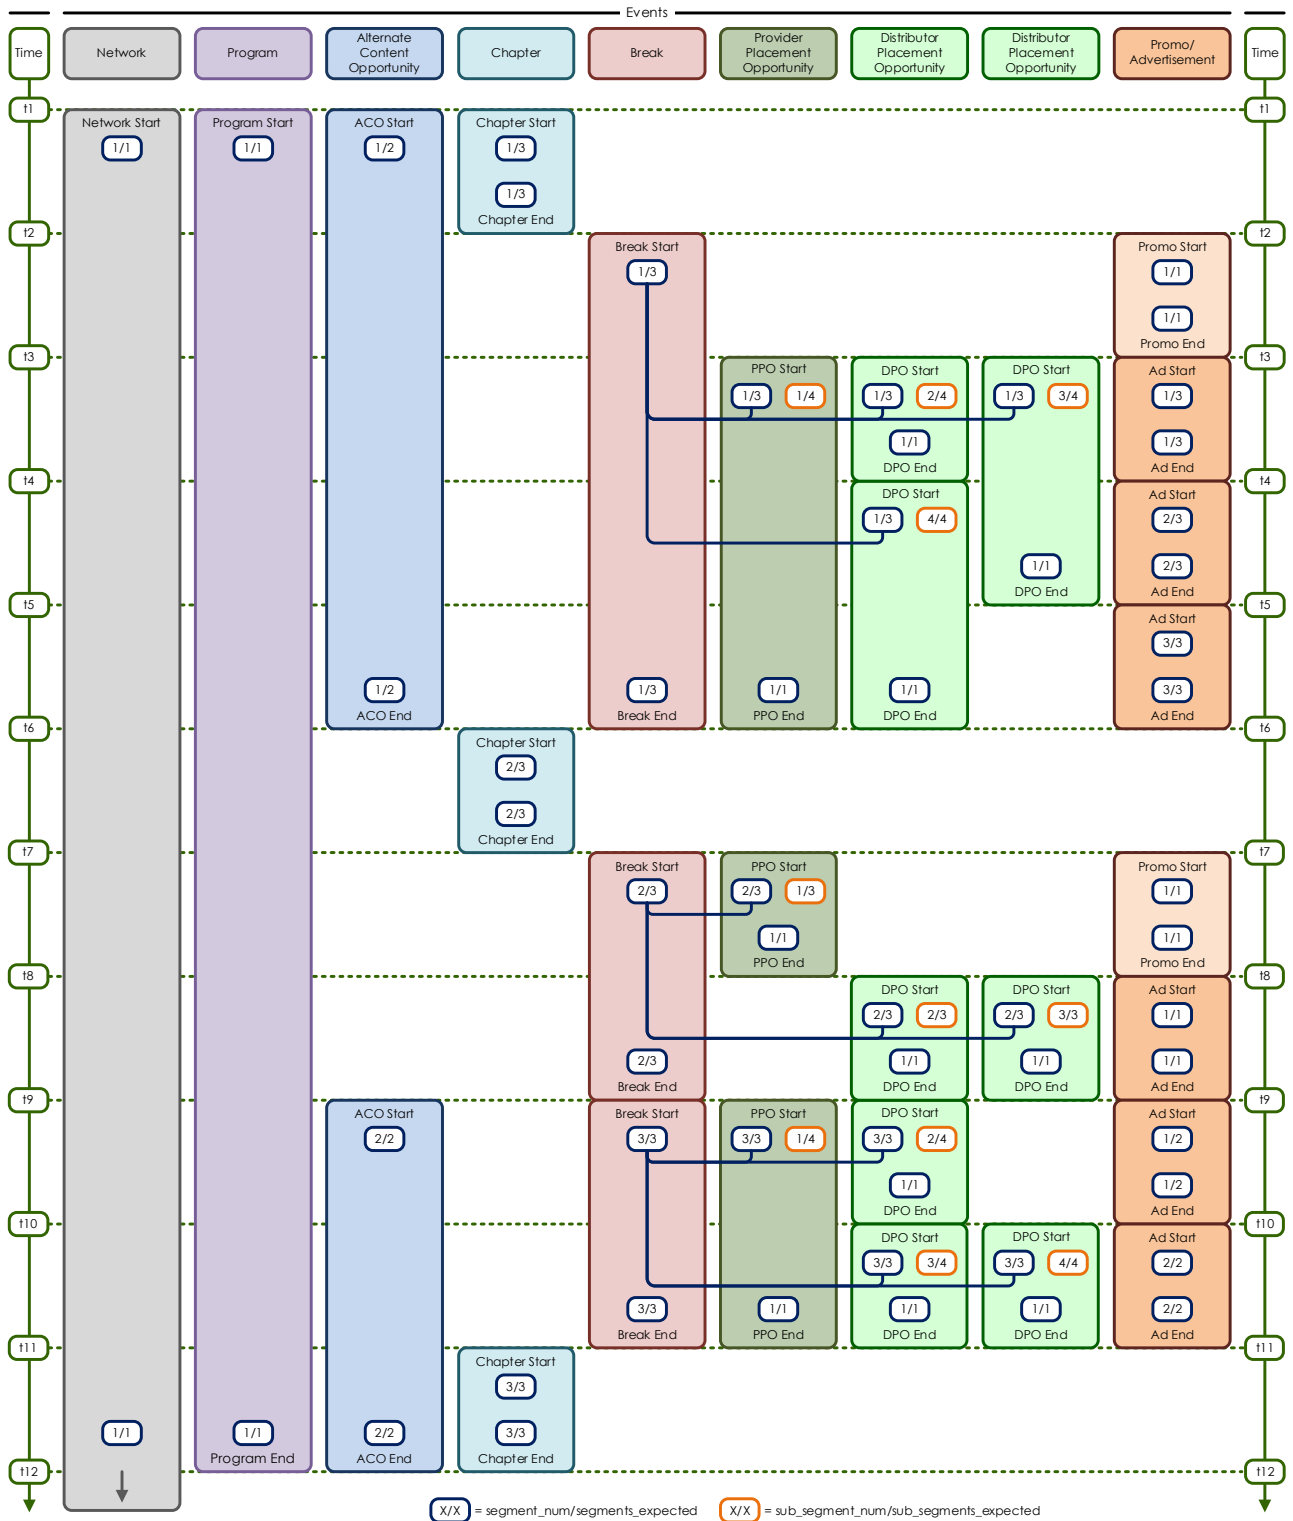 Events
Time
Network
Program
Alternate
Content
Opportunity
Chapter
Break
Provider
Placement
Opportunity
Distributor
Placement
Opportunity
Distributor
Placement
Opportunity
Promo/
Advertisement
Time
t1
Network Start
Program Start
ACO Start
Chapter Start
t1
1/1
1/1
1/2
1/3
1/3
Chapter End
t2
Break Start
Promo Start
t2
1/3
1/1
1/1
Promo End
t3
PPO Start
DPO Start
DPO Start
Ad Start
t3
1/3
1/4
1/3
2/4
1/3
3/4
1/3
1/1
1/3
DPO End
Ad End
t4
DPO Start
Ad Start
t4
1/3
4/4
2/3
1/1
2/3
DPO End
Ad End
t5
Ad Start
t5
3/3
1/2
1/3
1/1
1/1
3/3
ACO End
Break End
PPO End
DPO End
Ad End
t6
Chapter Start
t6
2/3
2/3
Chapter End
t7
Break Start
PPO Start
Promo Start
t7
2/3
2/3
1/3
1/1
1/1
1/1
PPO End
Promo End
t8
DPO Start
DPO Start
Ad Start
t8
2/3
2/3
2/3
3/3
1/1
2/3
1/1
1/1
1/1
Break End
DPO End
DPO End
Ad End
t9
ACO Start
Break Start
PPO Start
DPO Start
Ad Start
t9
2/2
3/3
3/3
1/4
3/3
2/4
1/2
1/1
1/2
DPO End
Ad End
t10
DPO Start
DPO Start
Ad Start
t10
3/3
3/4
3/3
4/4
2/2
3/3
1/1
1/1
1/1
2/2
Break End
PPO End
DPO End
DPO End
Ad End
t11
Chapter Start
t11
3/3
1/1
1/1
2/2
3/3
Program End
ACO End
Chapter End
t12
t12
X/X = segment_num/segments_expected
X/X = sub_segment_num/sub_segments_expected